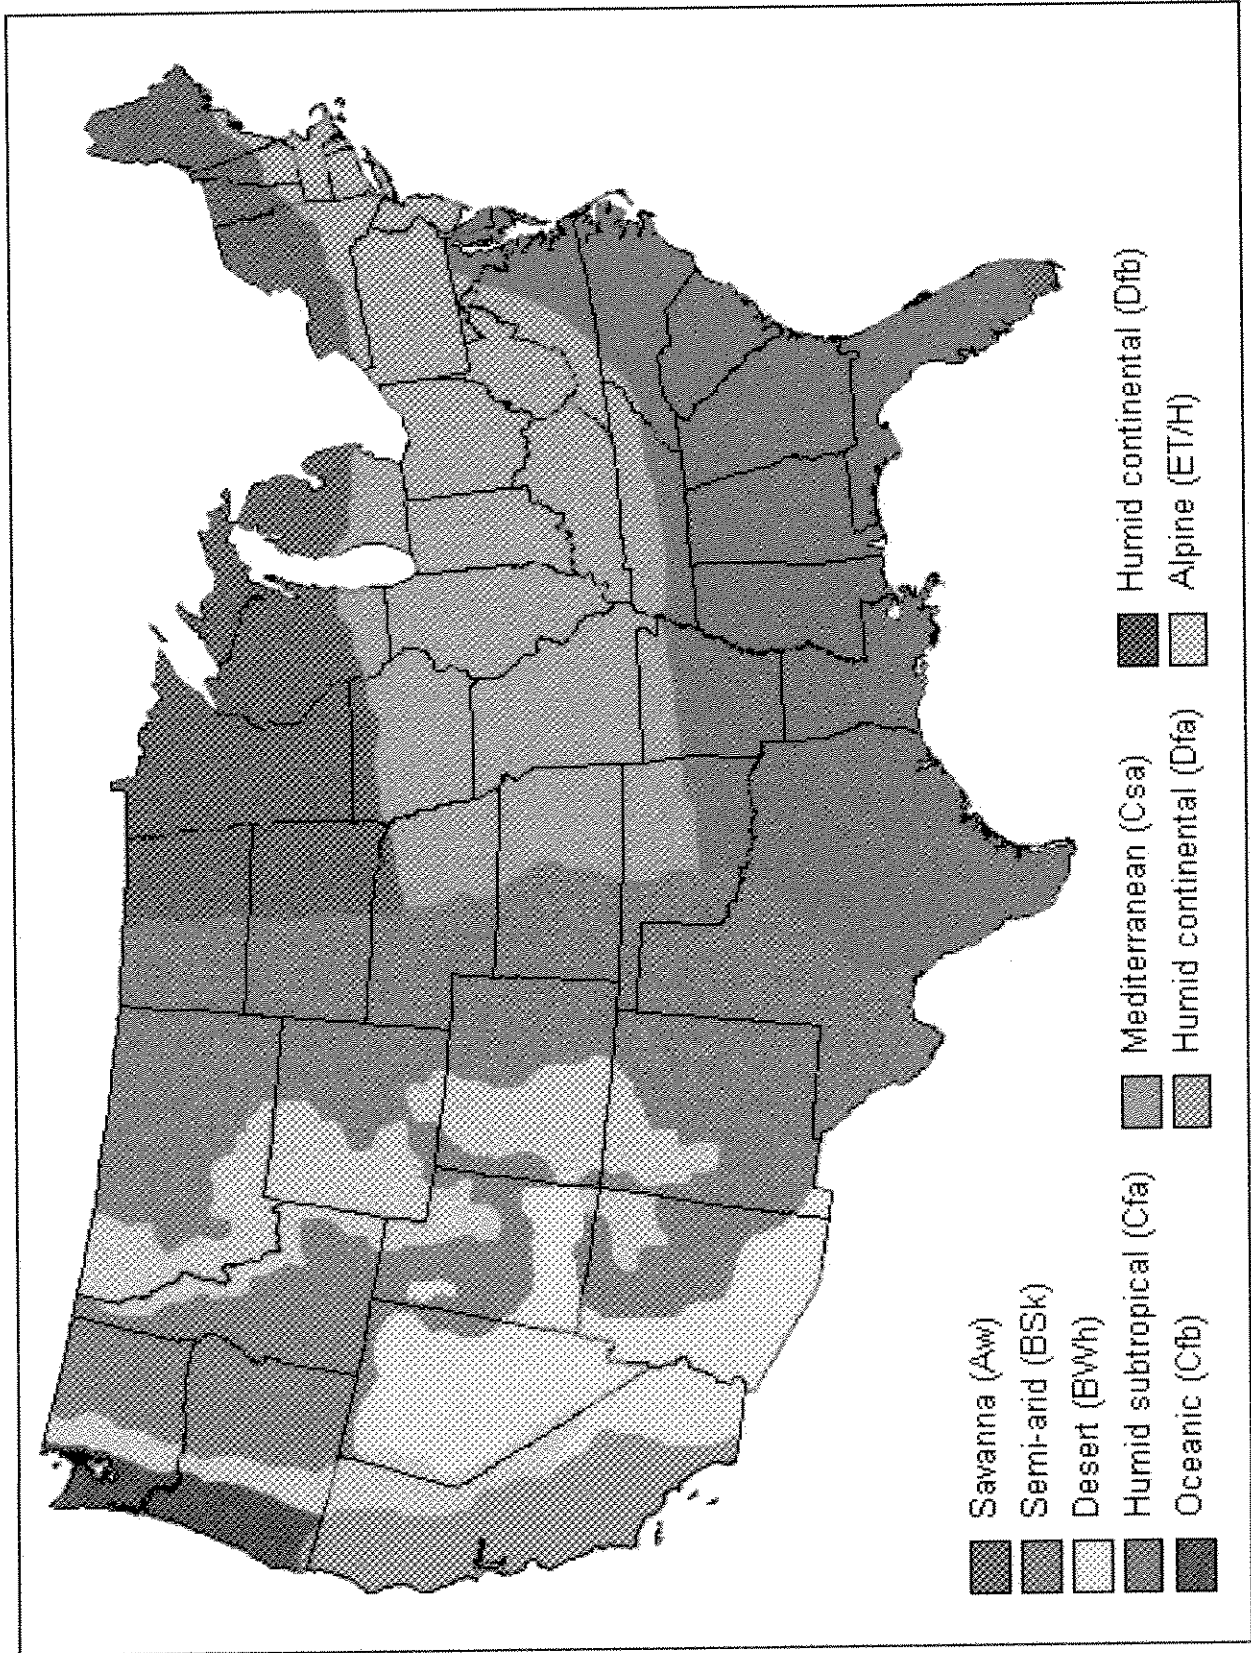 Savanna (Aw)
Semi-arid (BSk)
Desert (BWh)
Humid subtropical (Cfa)
Oceanic (Cfb)
Mediterranean (Csa)
Humid continental (Dfa)
Humid continental (Dfb)
Alpine (ET/H)